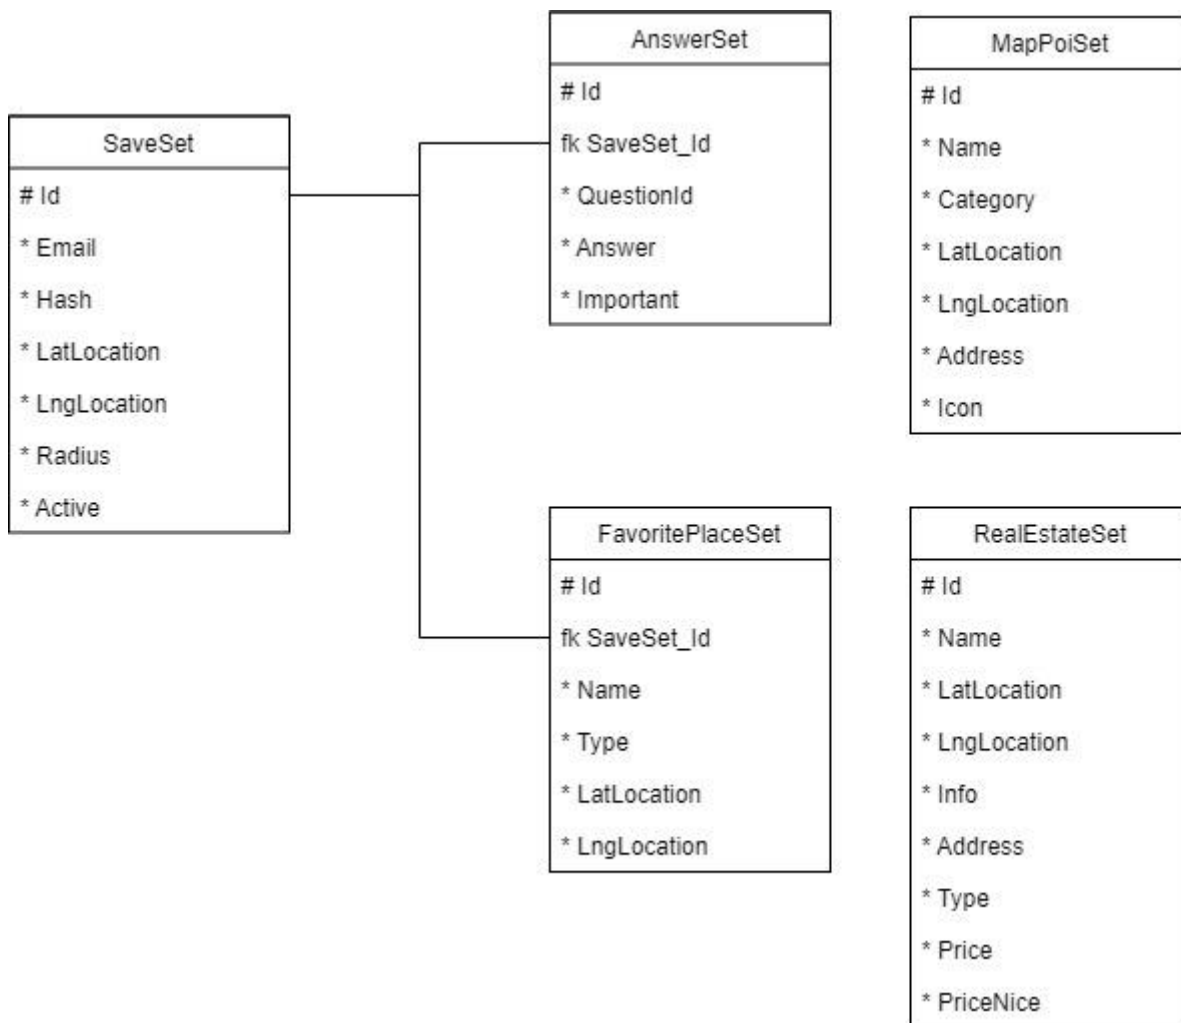 SaveSet
# Id
* Email
* Hash
* LatLocation
* LngLocation
* Radius
* Active
AnswerSet
# Id
fk SaveSet_Id
* QuestionId
* Answer
* Important
FavoritePlaceSet
# Id
fk SaveSet_Id
* Name
* Type
* LatLocation
* LngLocation
MapPoiSet
# Id
* Name
* Category
* LatLocation
* LngLocation
* Address
* Icon
RealEstateSet
# Id
* Name
* LatLocation
* LngLocation
* Info
* Address
* Type
* Price
* PriceNice